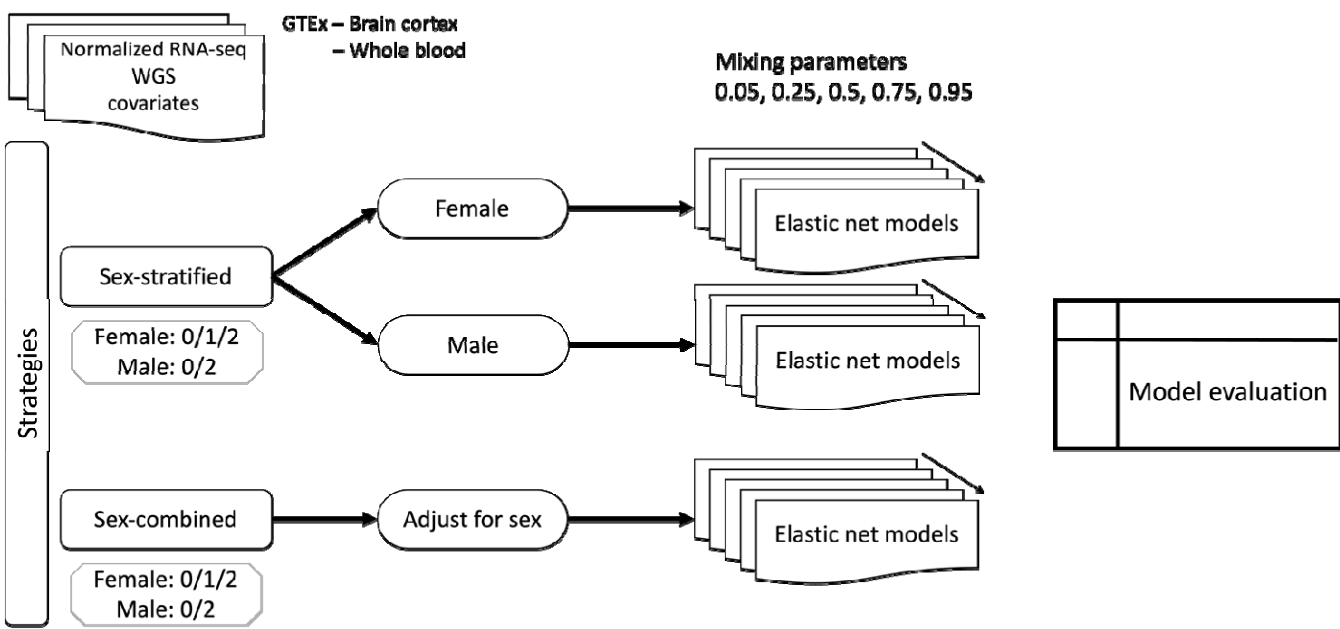 Normalized RNA-seq
WGS
covariates
GTEx – Brain cortex
– Whole blood
Mixing parameters
0.05, 0.25, 0.5, 0.75, 0.95
Strategies
Sex-stratified
Female: 0/1/2
Male: 0/2
Female
Elastic net models
Male
Elastic net models
Sex-combined
Female: 0/1/2
Male: 0/2
Adjust for sex
Elastic net models
Model evaluation